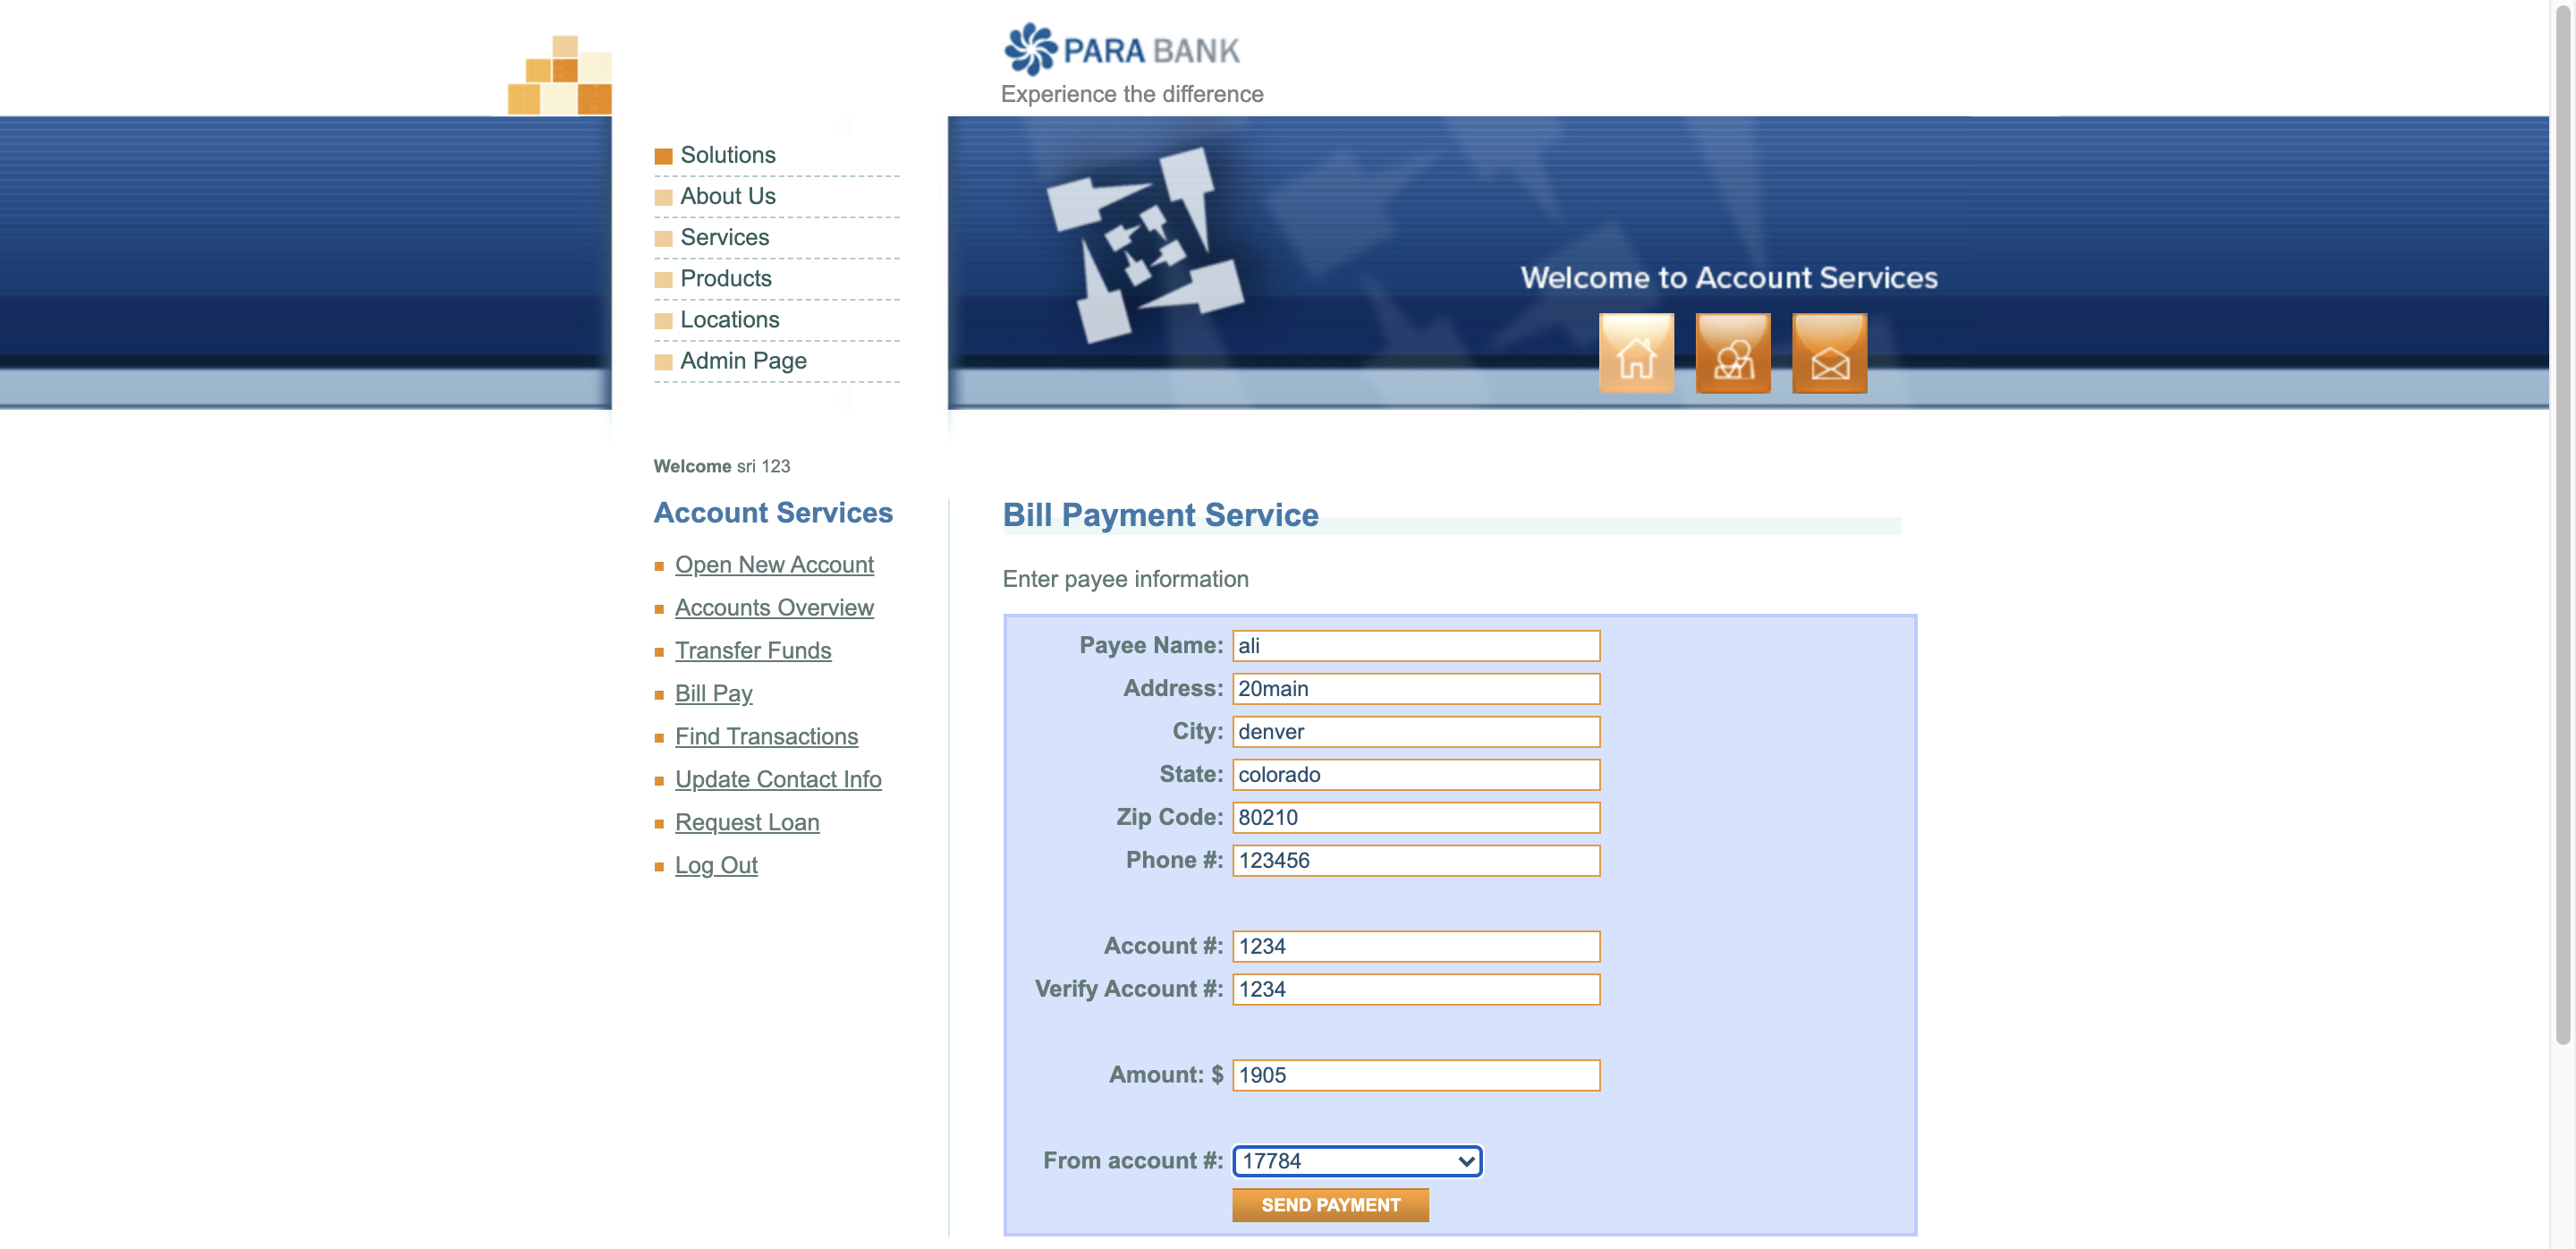 PARA BANK
Experience the difference
Solutions
About Us
Services
Products
Locations
Admin Page
Welcome to Account Services
Welcome sri 123
Account Services
Open New Account
Accounts Overview
Transfer Funds
Bill Pay
Find Transactions
Update Contact Info
Request Loan
Log Out
Bill Payment Service
Enter payee information
Payee Name: ali
Address: 20main
City: denver
State: colorado
Zip Code: 80210
Phone #: 123456
Account #: 1234
Verify Account #: 1234
Amount: $ 1905
From account #: 17784
SEND PAYMENT